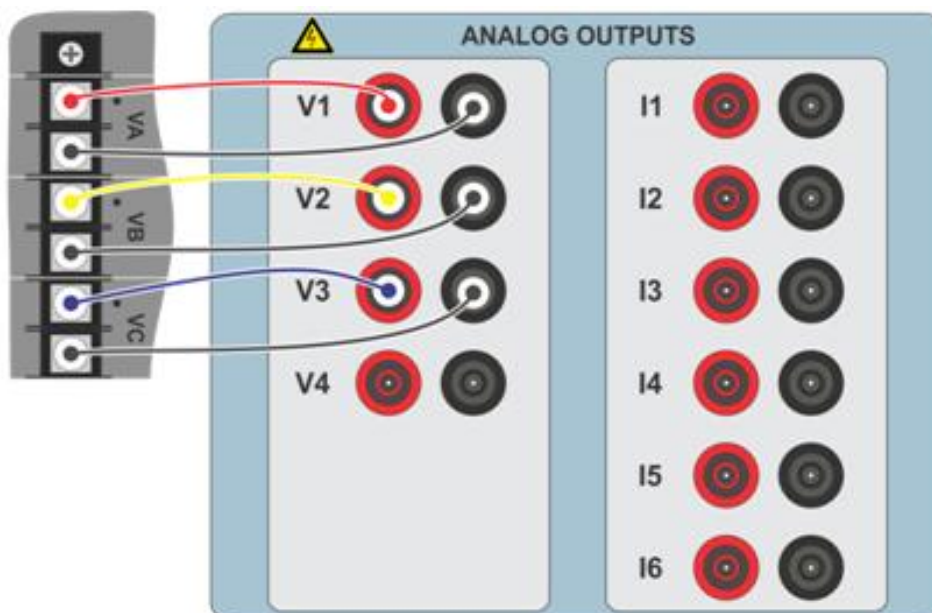 ANALOG OUTPUTS
VA
VB
VC
V1
V2
V3
V4
I1
I2
I3
I4
I5
I6